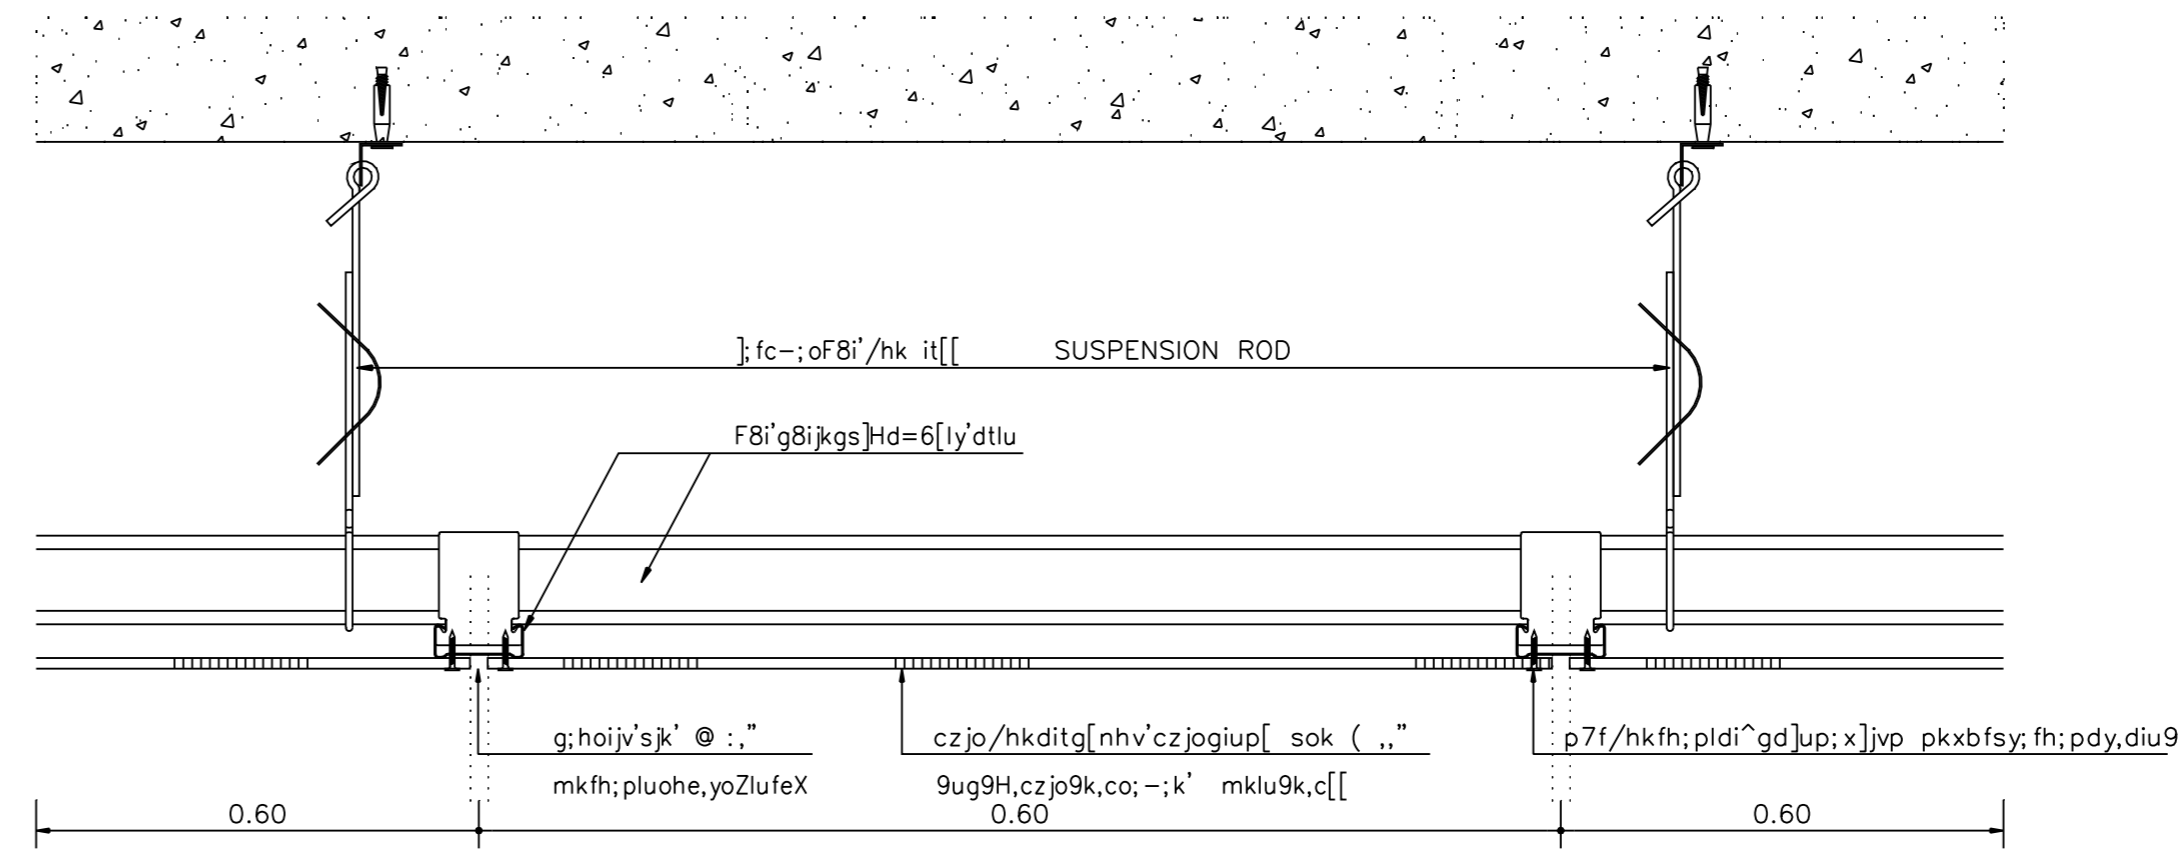 ];fc-;oF8i'/hk it[[ SUSPENSION ROD
F8i'g8ijkgs]Hd=6[ly'dtlu
g;hoijv'sjk' @ :,"
mkfh;pluohe,yoZlufeX
czjo/hkditg[nhv'czjogiup[ sok ( ,,"
9ug9H,czjo9k,co;-;k' mklu9k,c[[
p7f/hkfh;pldi^gd]up;x]jvp pkxbfsy;fh;pdy,diu9
0.60 0.60 0.60